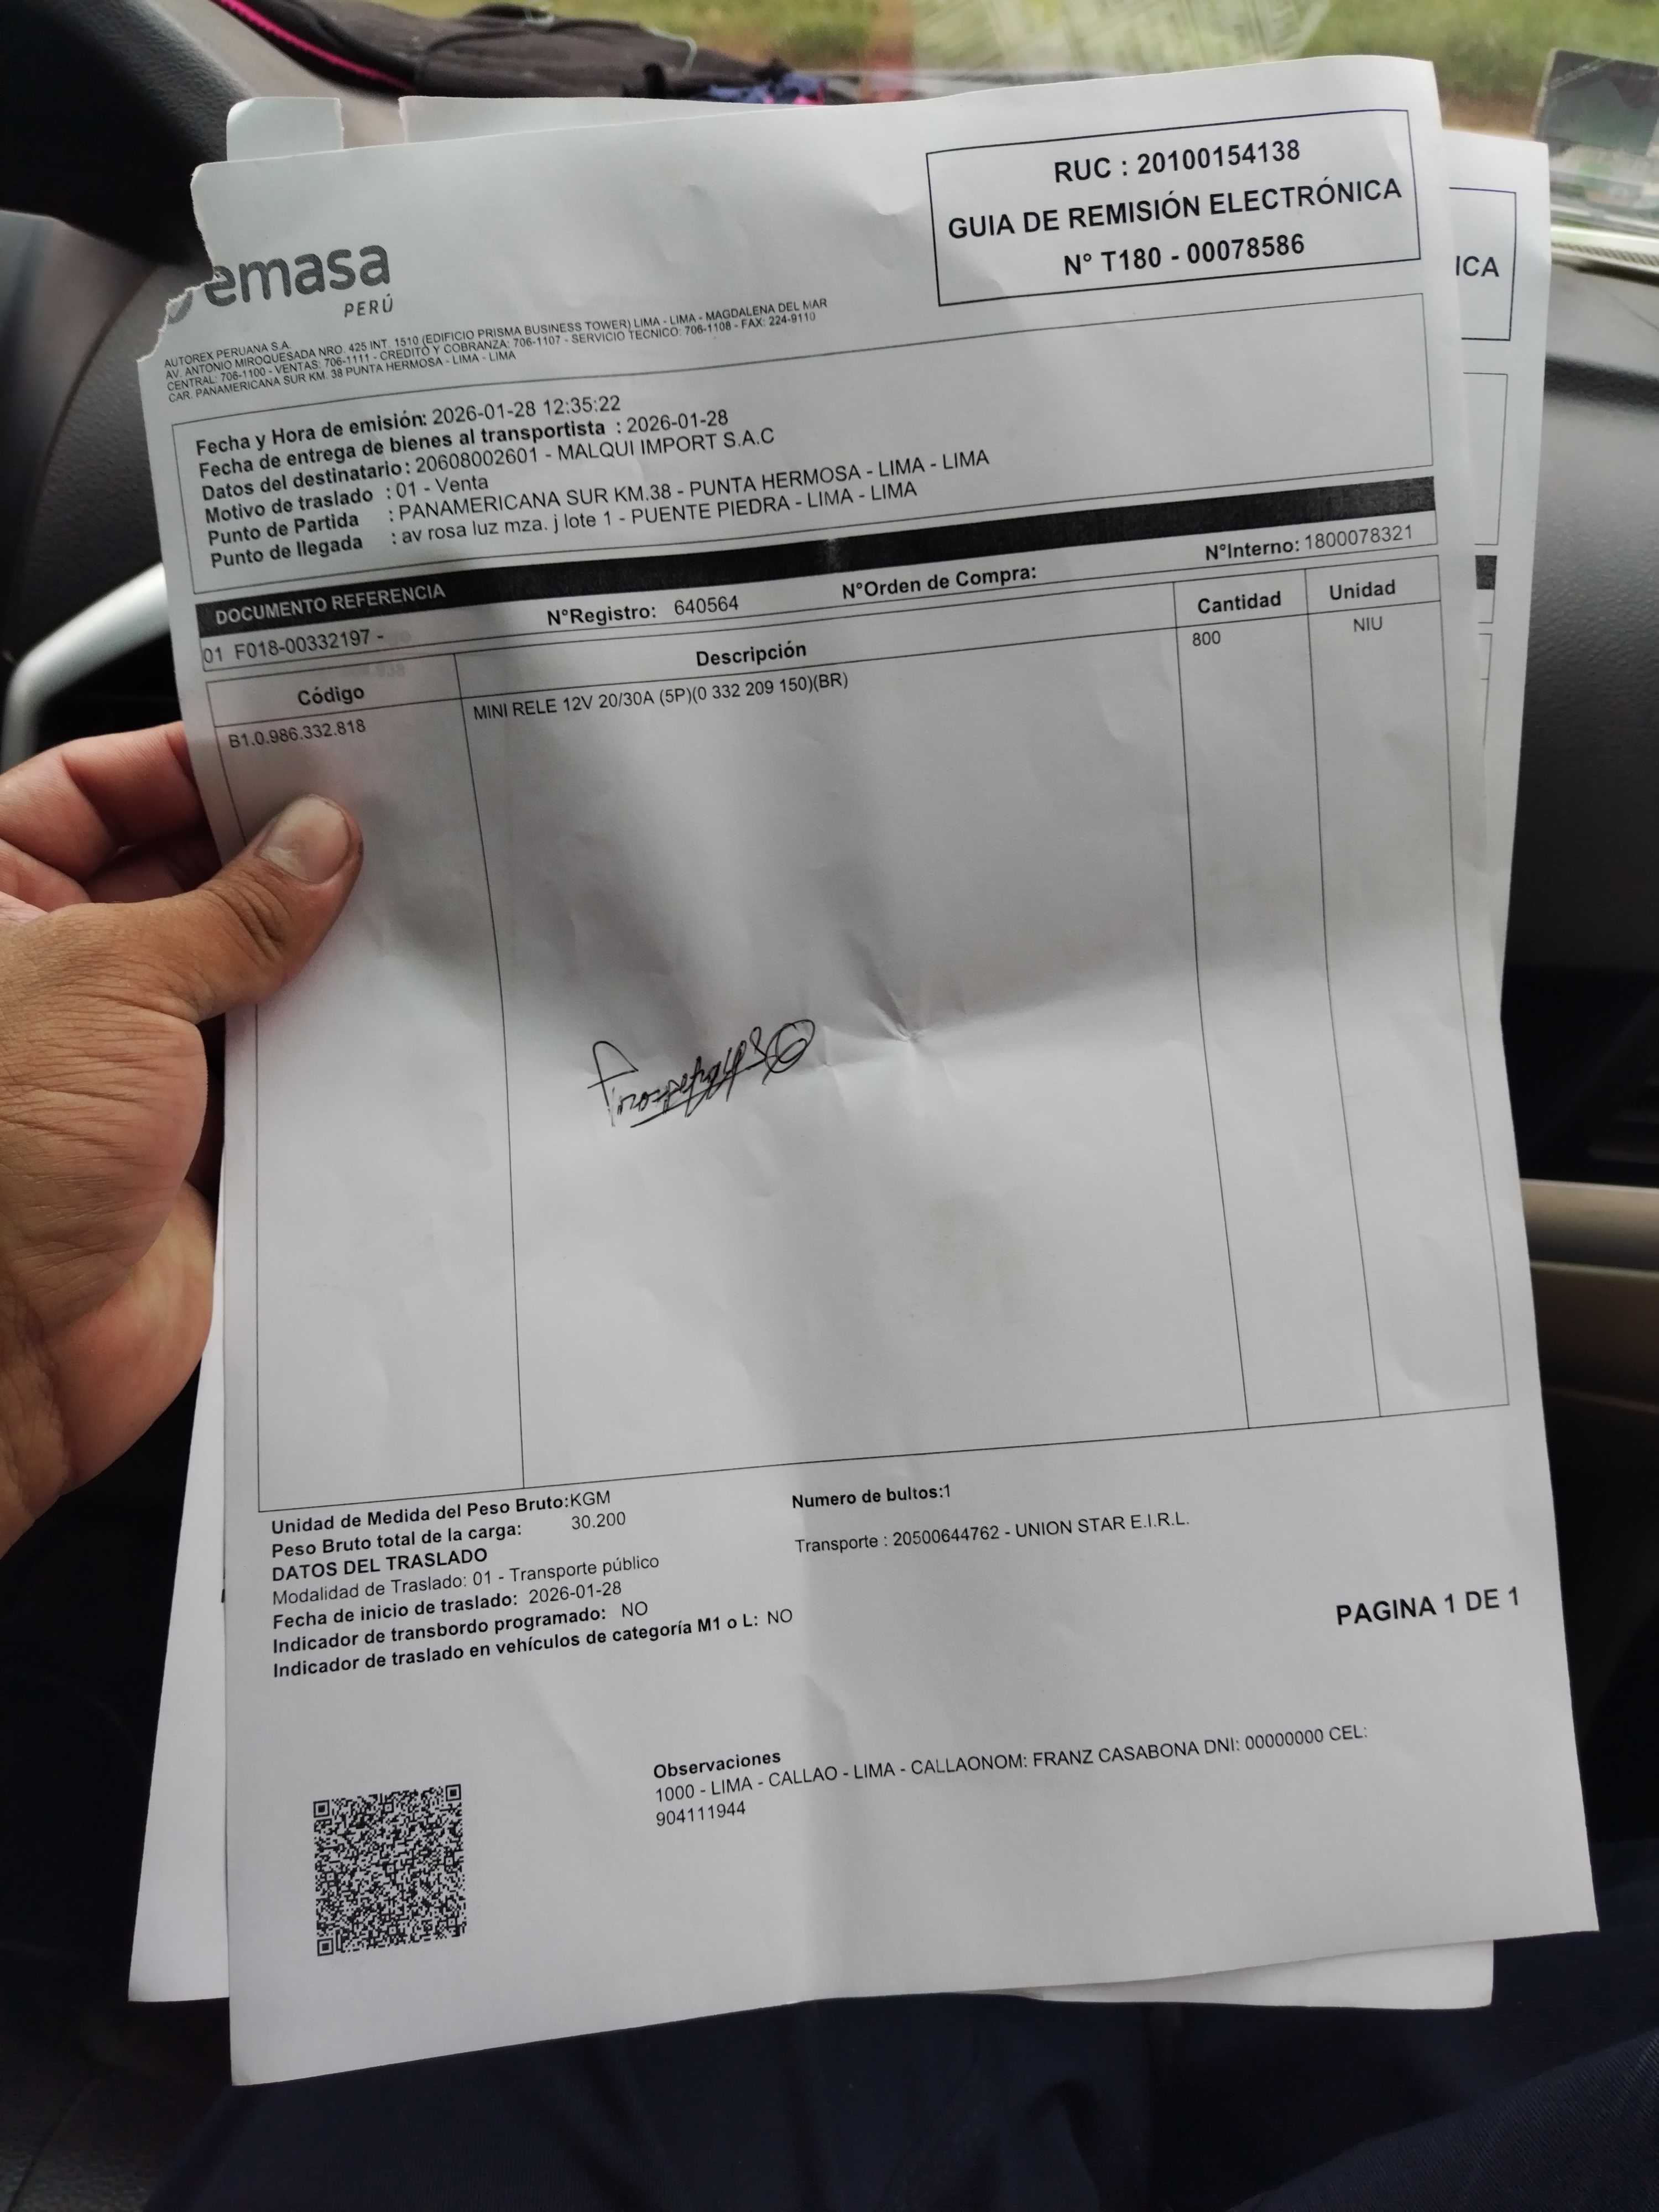 RUC : 20100154138
GUIA DE REMISIÓN ELECTRÓNICA
N° T180 - 00078586
ICA
emasa
PERÚ
AUTOREX PERUANA S.A.
AV. ANTONIO MIROQUESADA NRO. 425 INT. 1510 (EDIFICIO PRISMA BUSINESS TOWER) LIMA - LIMA - MAGDALENA DEL MAR
CENTRAL: 706-1100 - VENTAS: 706-1111 - CREDITO Y COBRANZA: 706-1107 - SERVICIO TECNICO: 706-1108 - FAX: 224-9110
CAR. PANAMERICANA SUR KM. 38 PUNTA HERMOSA - LIMA - LIMA
Fecha y Hora de emisión: 2026-01-28 12:35:22
Fecha de entrega de bienes al transportista : 2026-01-28
Datos del destinatario : 20608002601 - MALQUI IMPORT S.A.C
Motivo de traslado : 01 - Venta
Punto de Partida : PANAMERICANA SUR KM.38 - PUNTA HERMOSA - LIMA - LIMA
Punto de llegada : av rosa luz mza. j lote 1 - PUENTE PIEDRA - LIMA - LIMA
DOCUMENTO REFERENCIA
01 F018-00332197 - N°Registro: 640564 N°Orden de Compra: N°Interno: 1800078321
Código Descripción Cantidad Unidad
B1.0.986.332.818 MINI RELE 12V 20/30A (5P)(0 332 209 150)(BR) 800 NIU
Unidad de Medida del Peso Bruto:KGM Numero de bultos:1
Peso Bruto total de la carga: 30.200
DATOS DEL TRASLADO Transporte : 20500644762 - UNION STAR E.I.R.L.
Modalidad de Traslado: 01 - Transporte público
Fecha de inicio de traslado: 2026-01-28
Indicador de transbordo programado: NO
Indicador de traslado en vehículos de categoría M1 o L: NO
PAGINA 1 DE 1
Observaciones
1000 - LIMA - CALLAO - LIMA - CALLAONOM: FRANZ CASABONA DNI: 00000000 CEL:
904111944